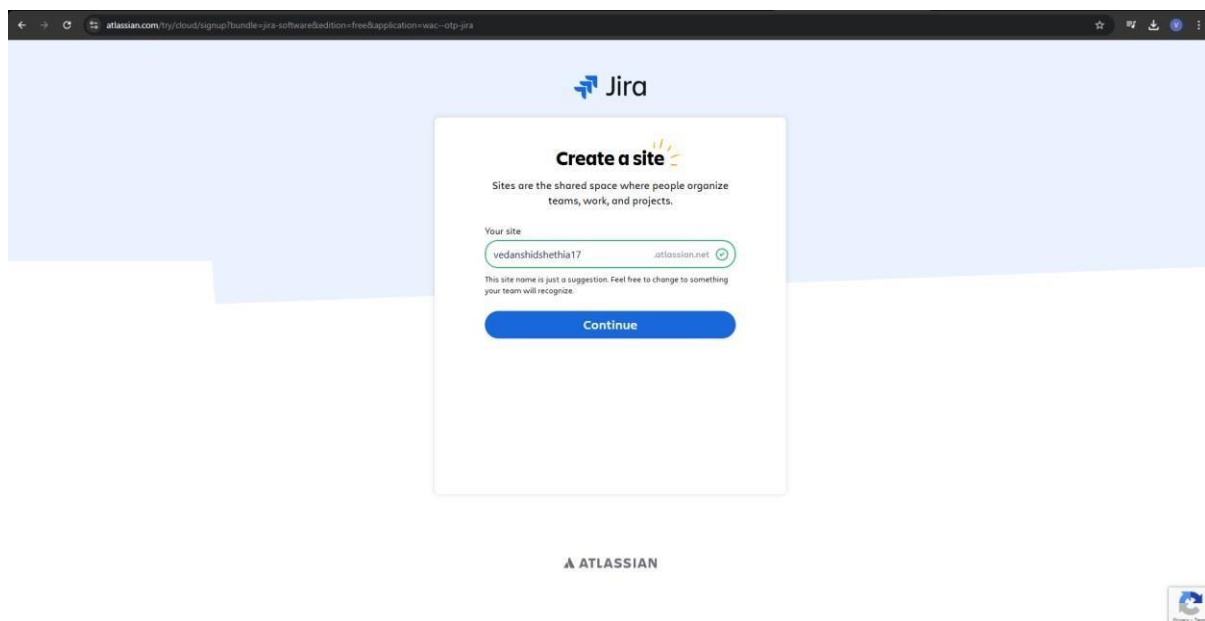 atlassian.com/try/cloud/signup?bundle=jira-software&edition=free&application=wac--otp-jira
Jira
Create a site
Sites are the shared space where people organize
teams, work, and projects.
Your site
vedanshidshethia17 .atlassian.net
This site name is just a suggestion. Feel free to change to something
your team will recognize.
Continue
ATLASSIAN